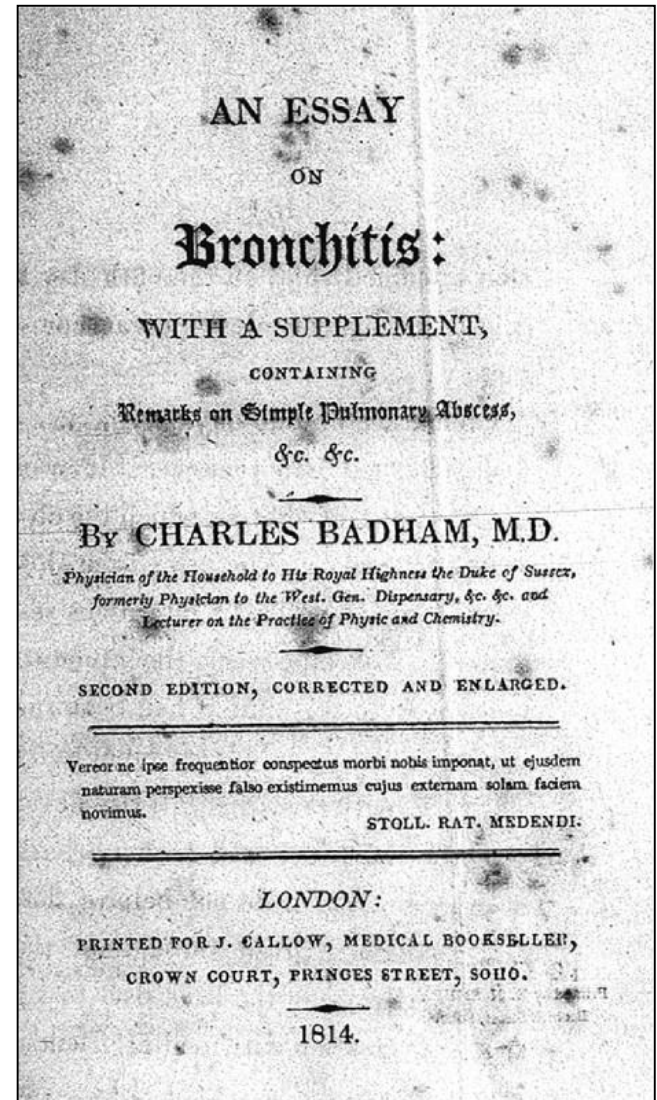 AN ESSAY
ON
Bronchitis:
WITH A SUPPLEMENT,
CONTAINING
Remarks on Simple Pulmonary Abscess,
&c. &c.
BY CHARLES BADHAM, M.D.
Physician of the Household to His Royal Highness the Duke of Sussex,
formerly Physician to the West. Gen. Dispensary, &c. &c. and
Lecturer on the Practice of Physic and Chemistry.
SECOND EDITION, CORRECTED AND ENLARGED.
Vereor ne ipse frequentior conspectus morbi nobis imponat, ut ejusdem
naturam perspexisse falso existimemus cujus externam solam faciem
novimus.
STOLL. RAT. MEDENDI.
LONDON:
PRINTED FOR J. CALLOW, MEDICAL BOOKSELLER,
CROWN COURT, PRINCES STREET, SOHO.
1814.